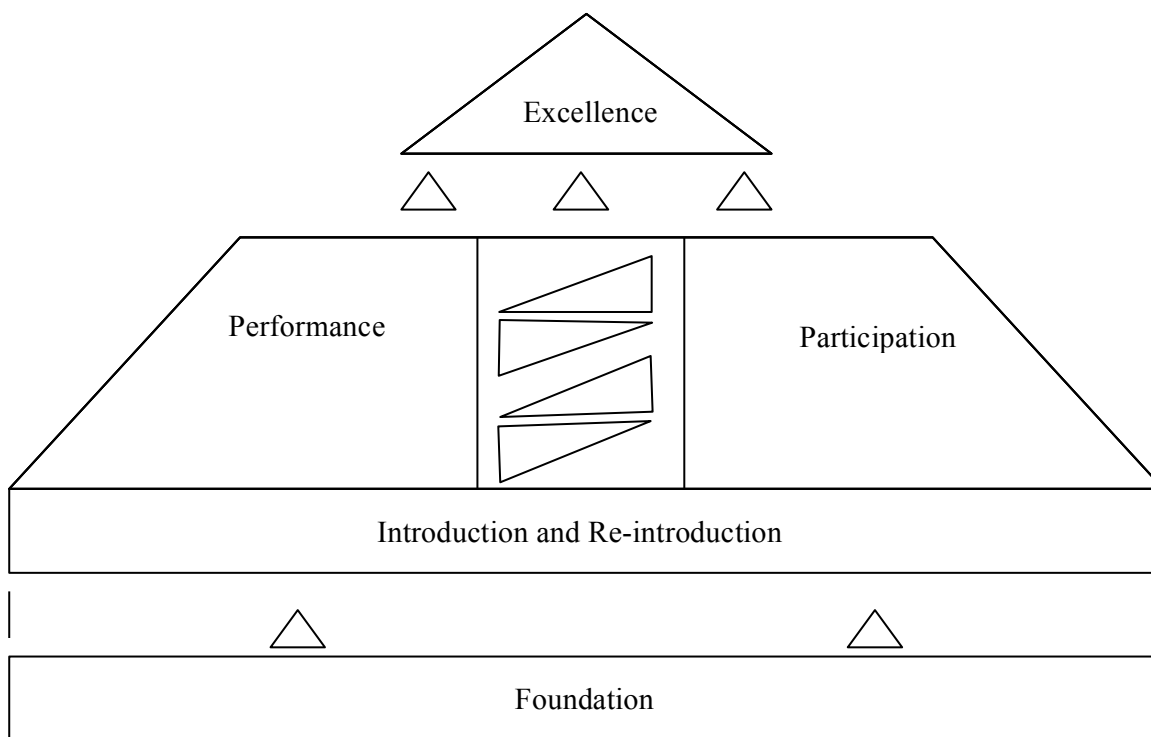 Excellence
Performance
Participation
Introduction and Re-introduction
Foundation